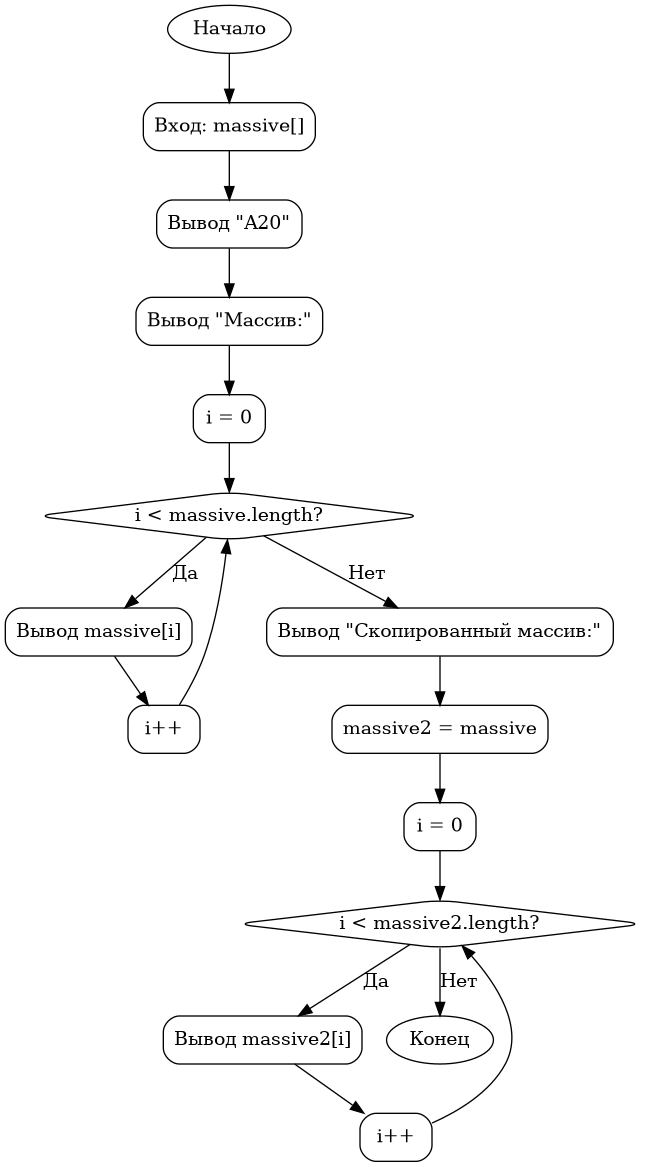 Начало
Вход: massive[]
Вывод "A20"
Вывод "Массив:"
i = 0
i < massive.length?
Да
Нет
Вывод massive[i]
Вывод "Скопированный массив:"
i++
massive2 = massive
i = 0
i < massive2.length?
Да
Нет
Вывод massive2[i]
Конец
i++